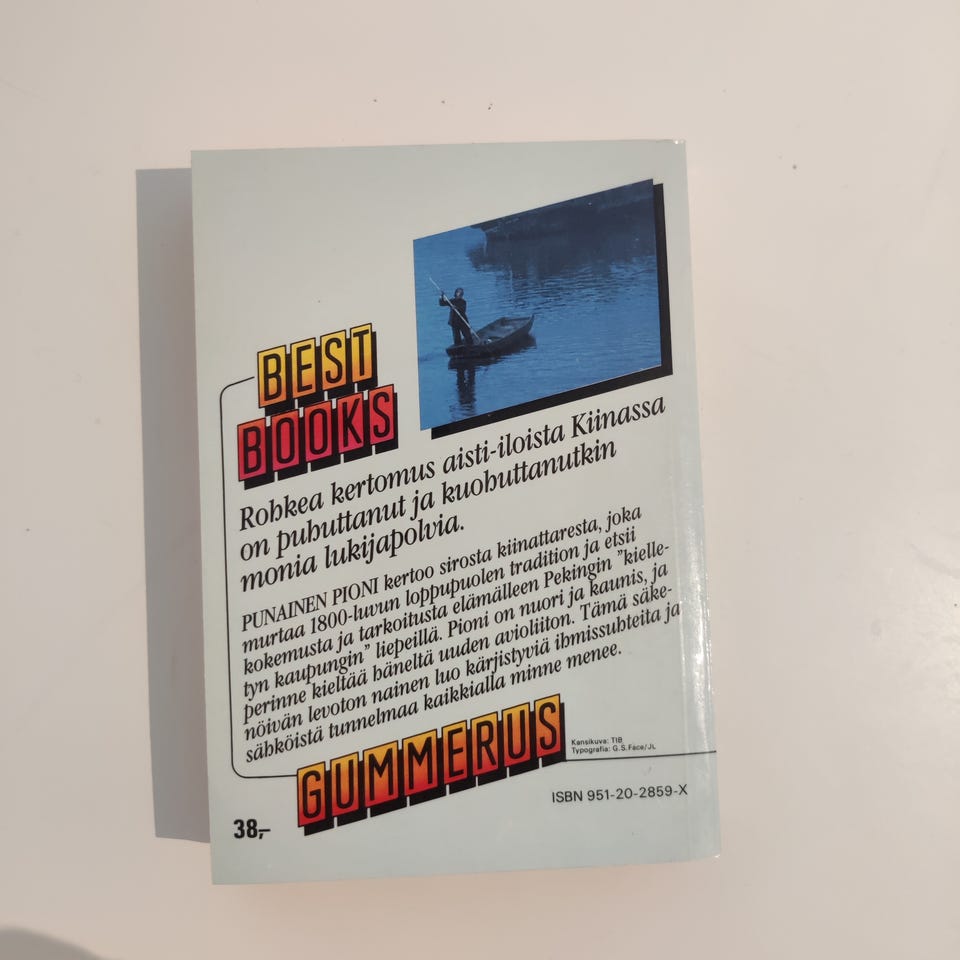 BEST
BOOKS
Rohkea kertomus aisti-iloista Kiinassa
on puhuttanut ja kuohuttanutkin
monia lukijapolvia.
PUNAINEN PIONI kertoo sirosta kiinattaresta, joka
murtaa 1800-luvun loppupuolen tradition ja etsii
kokemusta ja tarkoitusta elämälleen Pekingin "kielle-
tyn kaupungin" liepeillä. Pioni on nuori ja kaunis, ja
perinne kieltää häneltä uuden avioliiton. Tämä säke-
nöivän levoton nainen luo kärjistyviä ihmissuhteita ja
sähköistä tunnelmaa kaikkialla minne menee.
GUMMERUS
Kansikuva: TIB
Typografia: G.S.Face/JL
ISBN 951-20-2859-X
38,-